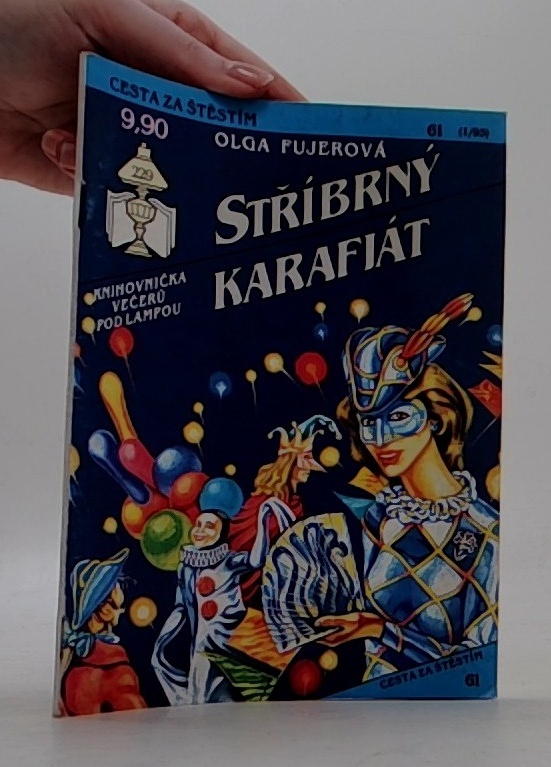 CESTA ZA ŠTĚSTÍM
61 (1/95)
9,90
OLGA FUJEROVÁ
229
STŘÍBRNÝ
KARAFIÁT
KNIHOVNIČKA
VEČERŮ
POD LAMPOU
CESTA ZA ŠTĚSTÍM
61